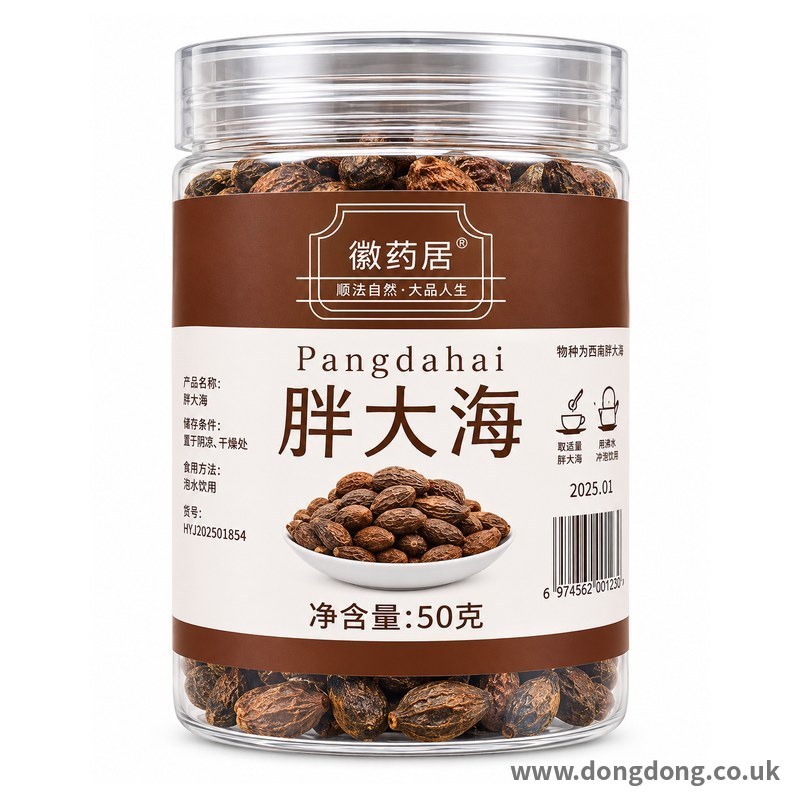 徽药居®
顺法自然·大品人生
Pangdahai
胖大海
物种为西南胖大海
产品名称：
胖大海
储存条件：
置于阴凉、干燥处
食用方法：
泡水饮用
货号：
HYJ202501854
取适量
胖大海
用沸水
冲泡饮用
2025.01
6 974562 001230
净含量:50克
www.dongdong.co.uk